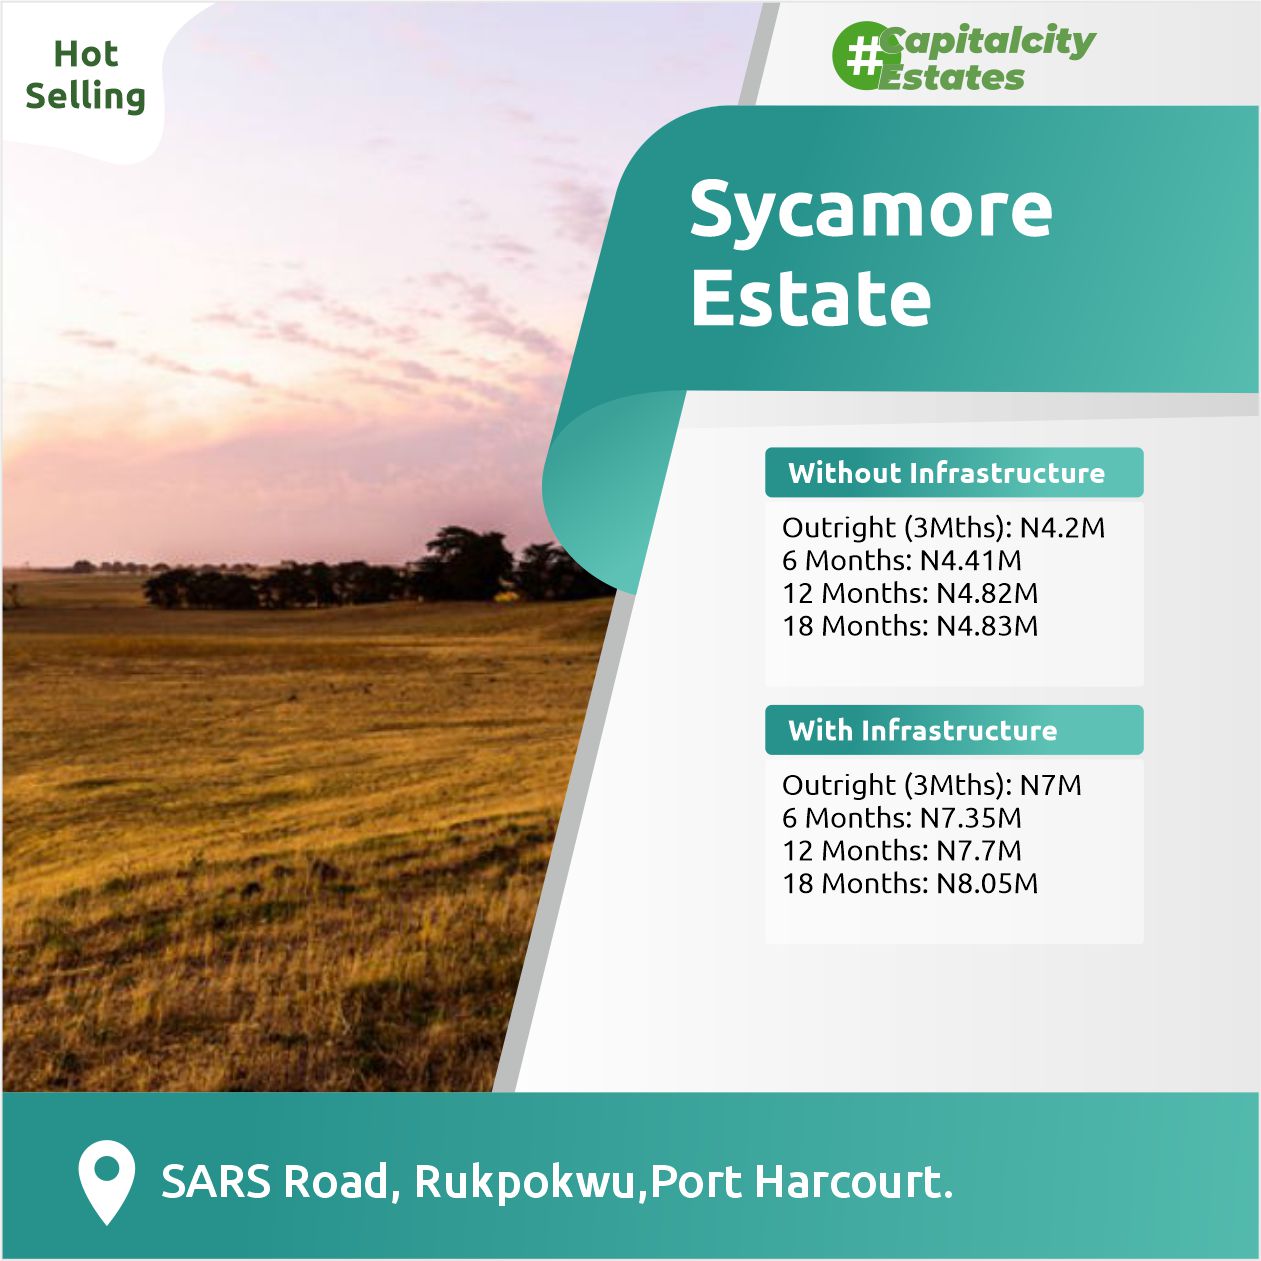 Hot
Selling
#Capitalcity
Estates
Sycamore
Estate
Without Infrastructure
Outright (3Mths): N4.2M
6 Months: N4.41M
12 Months: N4.82M
18 Months: N4.83M
With Infrastructure
Outright (3Mths): N7M
6 Months: N7.35M
12 Months: N7.7M
18 Months: N8.05M
SARS Road, Rukpokwu,Port Harcourt.